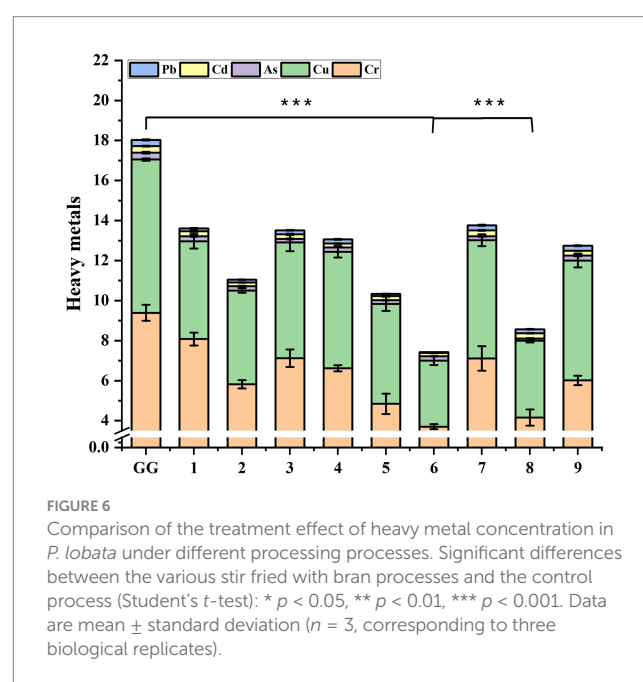 22
Pb Cd As Cu Cr
20
*** ***
18
16
14
12
10
8
6
4
0.0
Heavy metals
GG 1 2 3 4 5 6 7 8 9
FIGURE 6
Comparison of the treatment effect of heavy metal concentration in
P. lobata under different processing processes. Significant differences
between the various stir fried with bran processes and the control
process (Student's t-test): * p < 0.05, ** p < 0.01, *** p < 0.001. Data
are mean ± standard deviation (n = 3, corresponding to three
biological replicates).